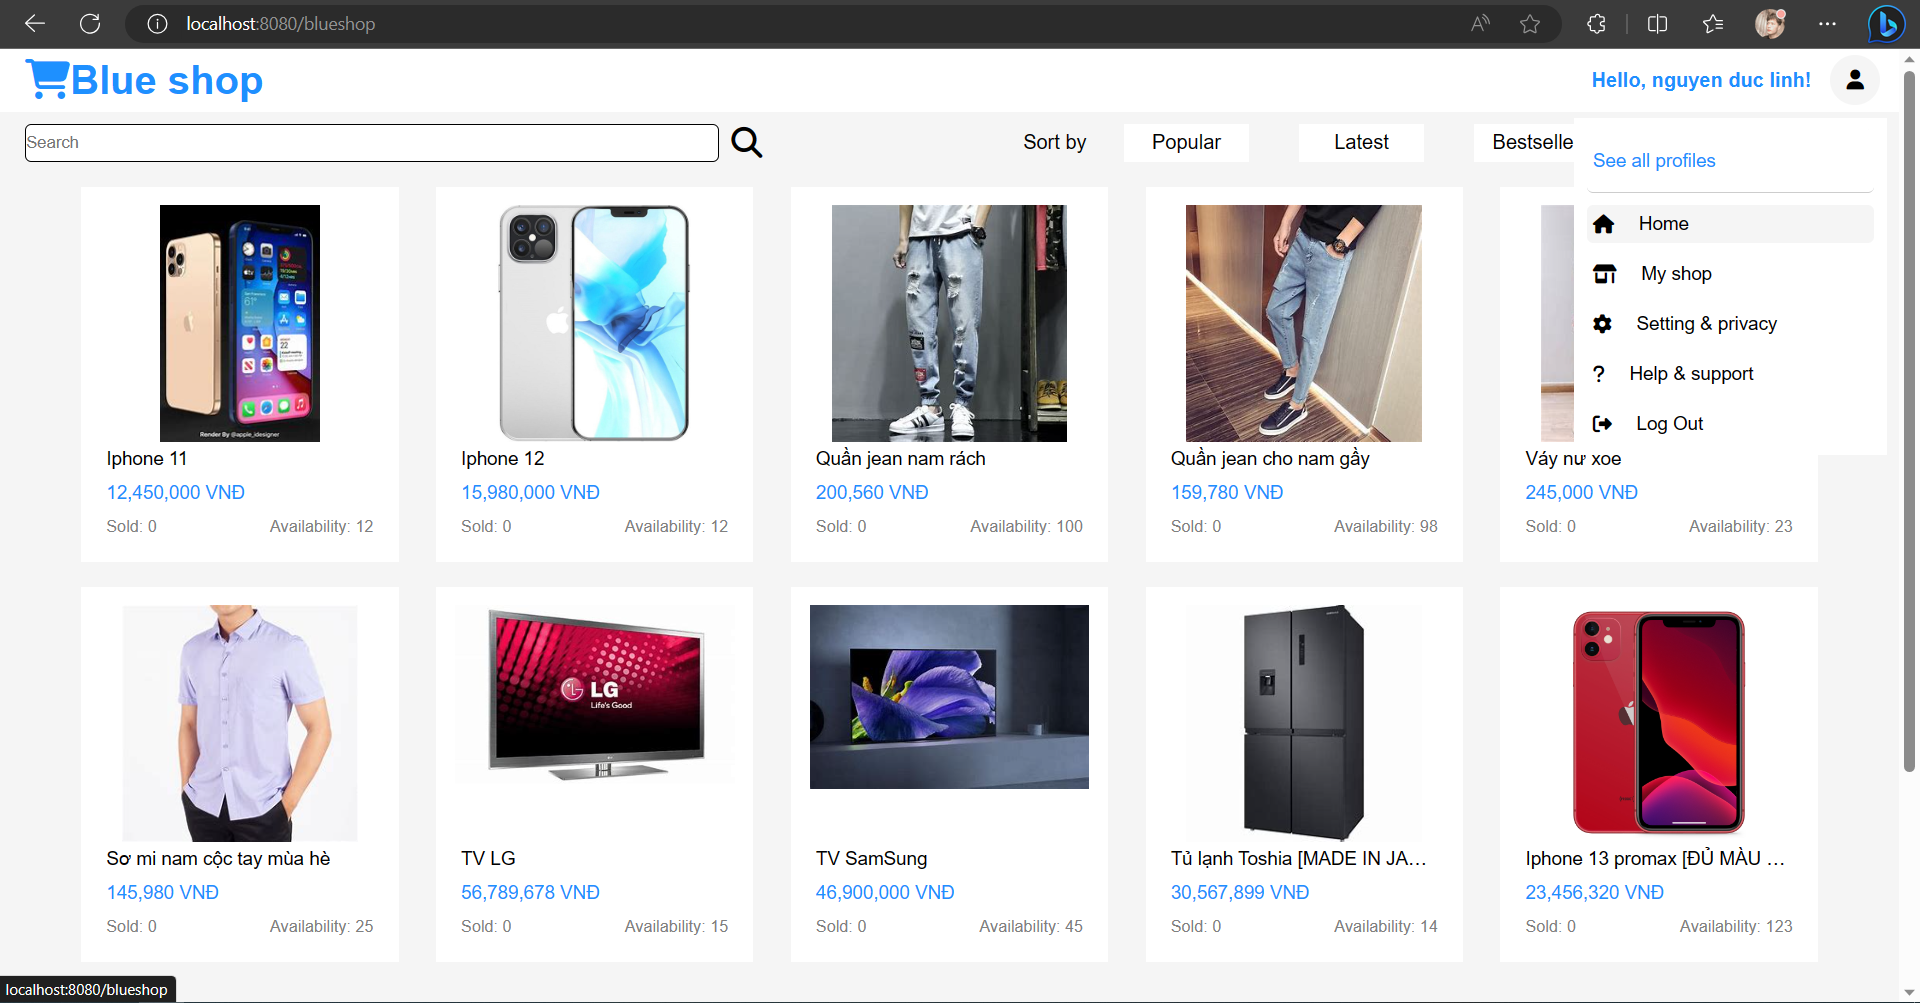 localhost:8080/blueshop
Blue shop
Hello, nguyen duc linh!
Search
Sort by
Popular
Latest
Bestselle
See all profiles
Home
My shop
Setting & privacy
Help & support
Log Out
Render By @apple_idesigner
Iphone 11
12,450,000 VNĐ
Sold: 0
Availability: 12
Iphone 12
15,980,000 VNĐ
Sold: 0
Availability: 12
Quần jean nam rách
200,560 VNĐ
Sold: 0
Availability: 100
Quần jean cho nam gầy
159,780 VNĐ
Sold: 0
Availability: 98
Váy nư xoe
245,000 VNĐ
Sold: 0
Availability: 23
Sơ mi nam cộc tay mùa hè
145,980 VNĐ
Sold: 0
Availability: 25
LG
Life's Good
TV LG
56,789,678 VNĐ
Sold: 0
Availability: 15
TV SamSung
46,900,000 VNĐ
Sold: 0
Availability: 45
Tủ lạnh Toshia [MADE IN JA...
30,567,899 VNĐ
Sold: 0
Availability: 14
Iphone 13 promax [ĐỦ MÀU ...
23,456,320 VNĐ
Sold: 0
Availability: 123
localhost:8080/blueshop